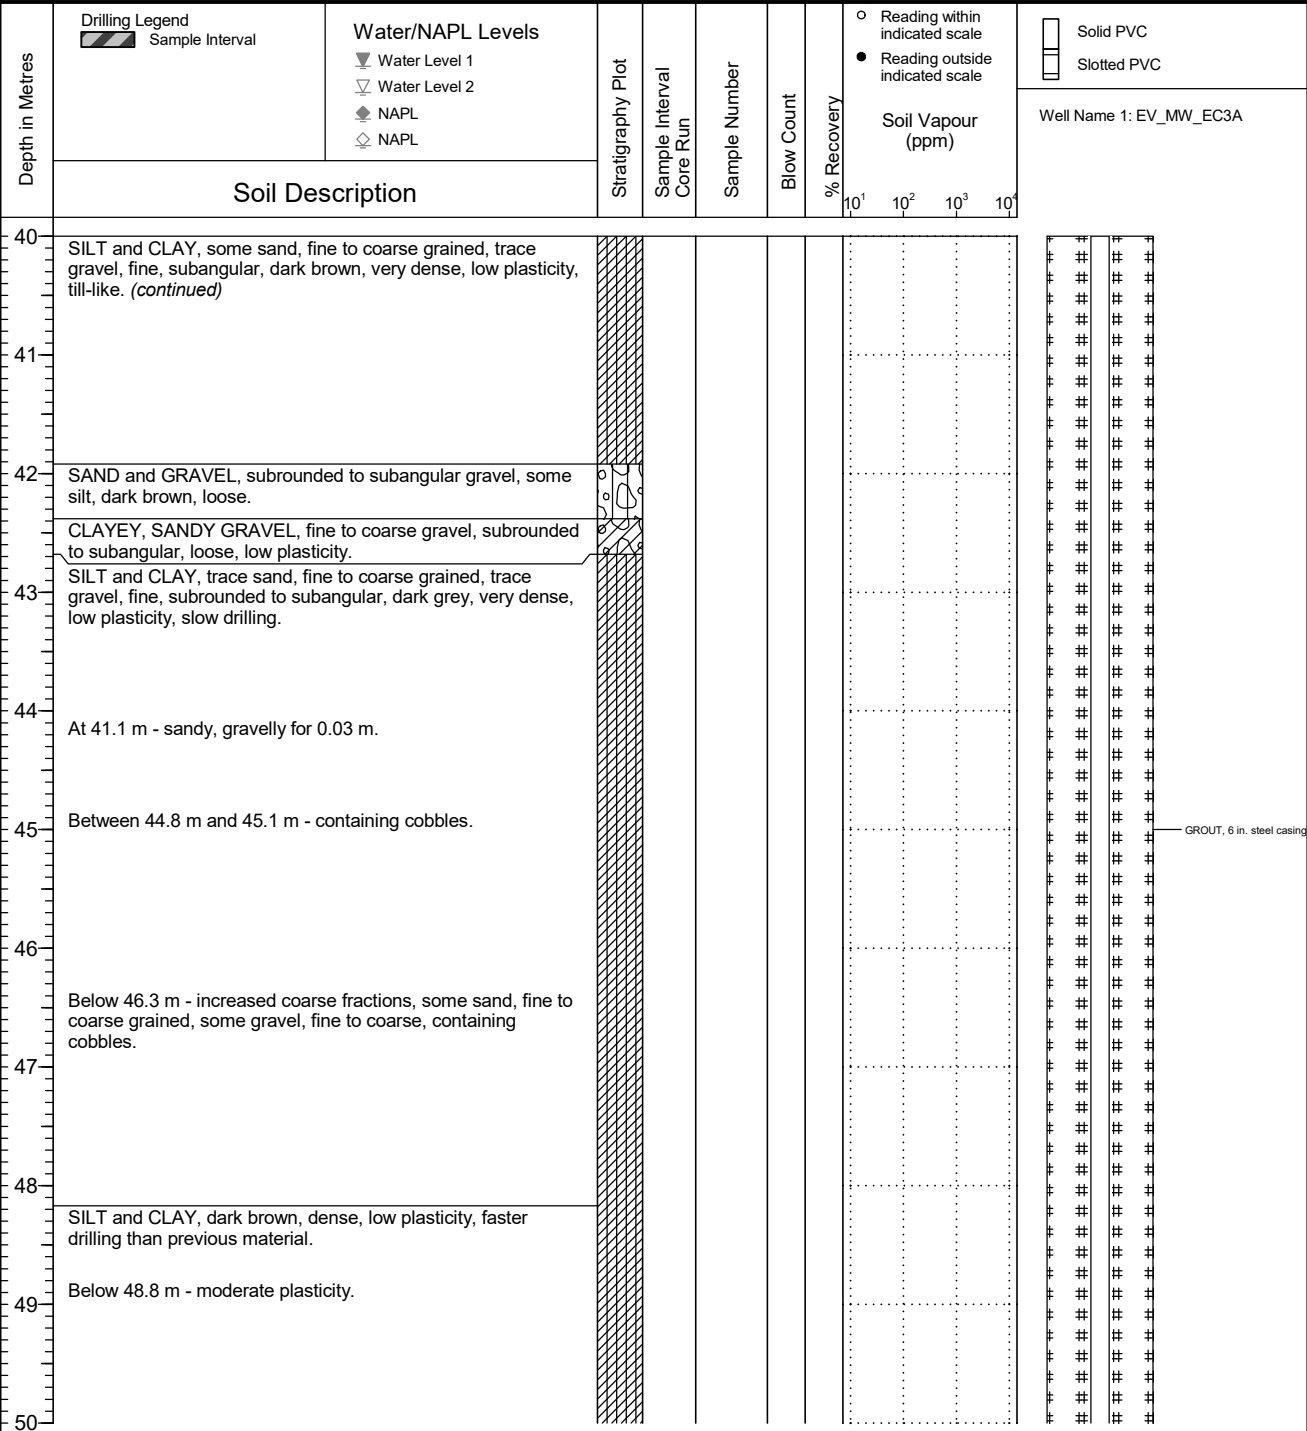 Depth in Metres
Drilling Legend
Sample Interval
Water/NAPL Levels
Water Level 1
Water Level 2
NAPL
NAPL
Soil Description
Stratigraphy Plot
Sample Interval
Core Run
Sample Number
Blow Count
% Recovery
Reading within
indicated scale
Reading outside
indicated scale
Soil Vapour
(ppm)
10¹ 10² 10³ 10⁴
Solid PVC
Slotted PVC
Well Name 1: EV_MW_EC3A
40
SILT and CLAY, some sand, fine to coarse grained, trace
gravel, fine, subangular, dark brown, very dense, low plasticity,
till-like. (continued)
41
42
SAND and GRAVEL, subrounded to subangular gravel, some
silt, dark brown, loose.
CLAYEY, SANDY GRAVEL, fine to coarse gravel, subrounded
to subangular, loose, low plasticity.
SILT and CLAY, trace sand, fine to coarse grained, trace
43
gravel, fine, subrounded to subangular, dark grey, very dense,
low plasticity, slow drilling.
44
At 41.1 m - sandy, gravelly for 0.03 m.
Between 44.8 m and 45.1 m - containing cobbles.
45
GROUT, 6 in. steel casing
46
Below 46.3 m - increased coarse fractions, some sand, fine to
coarse grained, some gravel, fine to coarse, containing
cobbles.
47
48
SILT and CLAY, dark brown, dense, low plasticity, faster
drilling than previous material.
Below 48.8 m - moderate plasticity.
49
50